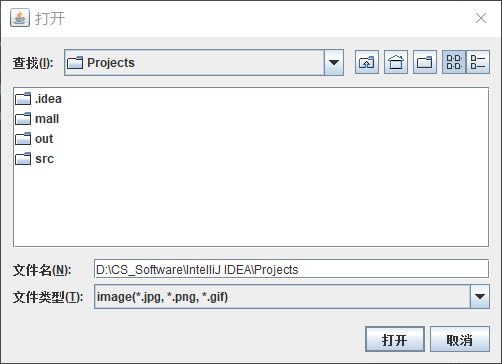 打开
查找(I):
Projects
.idea
mall
out
src
文件名(N):
D:\CS_Software\IntelliJ IDEA\Projects
文件类型(T):
image(*.jpg, *.png, *.gif)
打开
取消